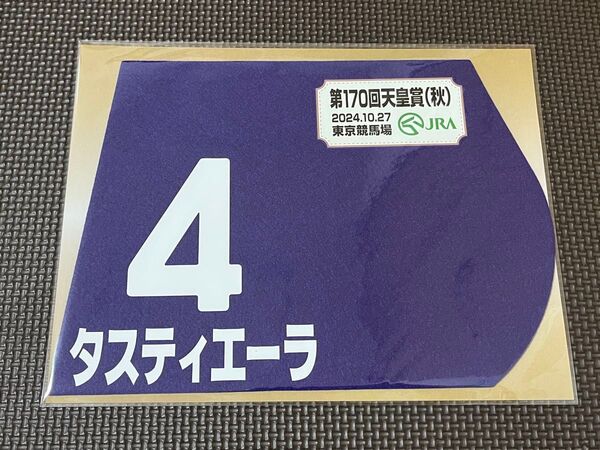 第170回天皇賞(秋)
2024.10.27
東京競馬場
JRA
4
タスティエーラ